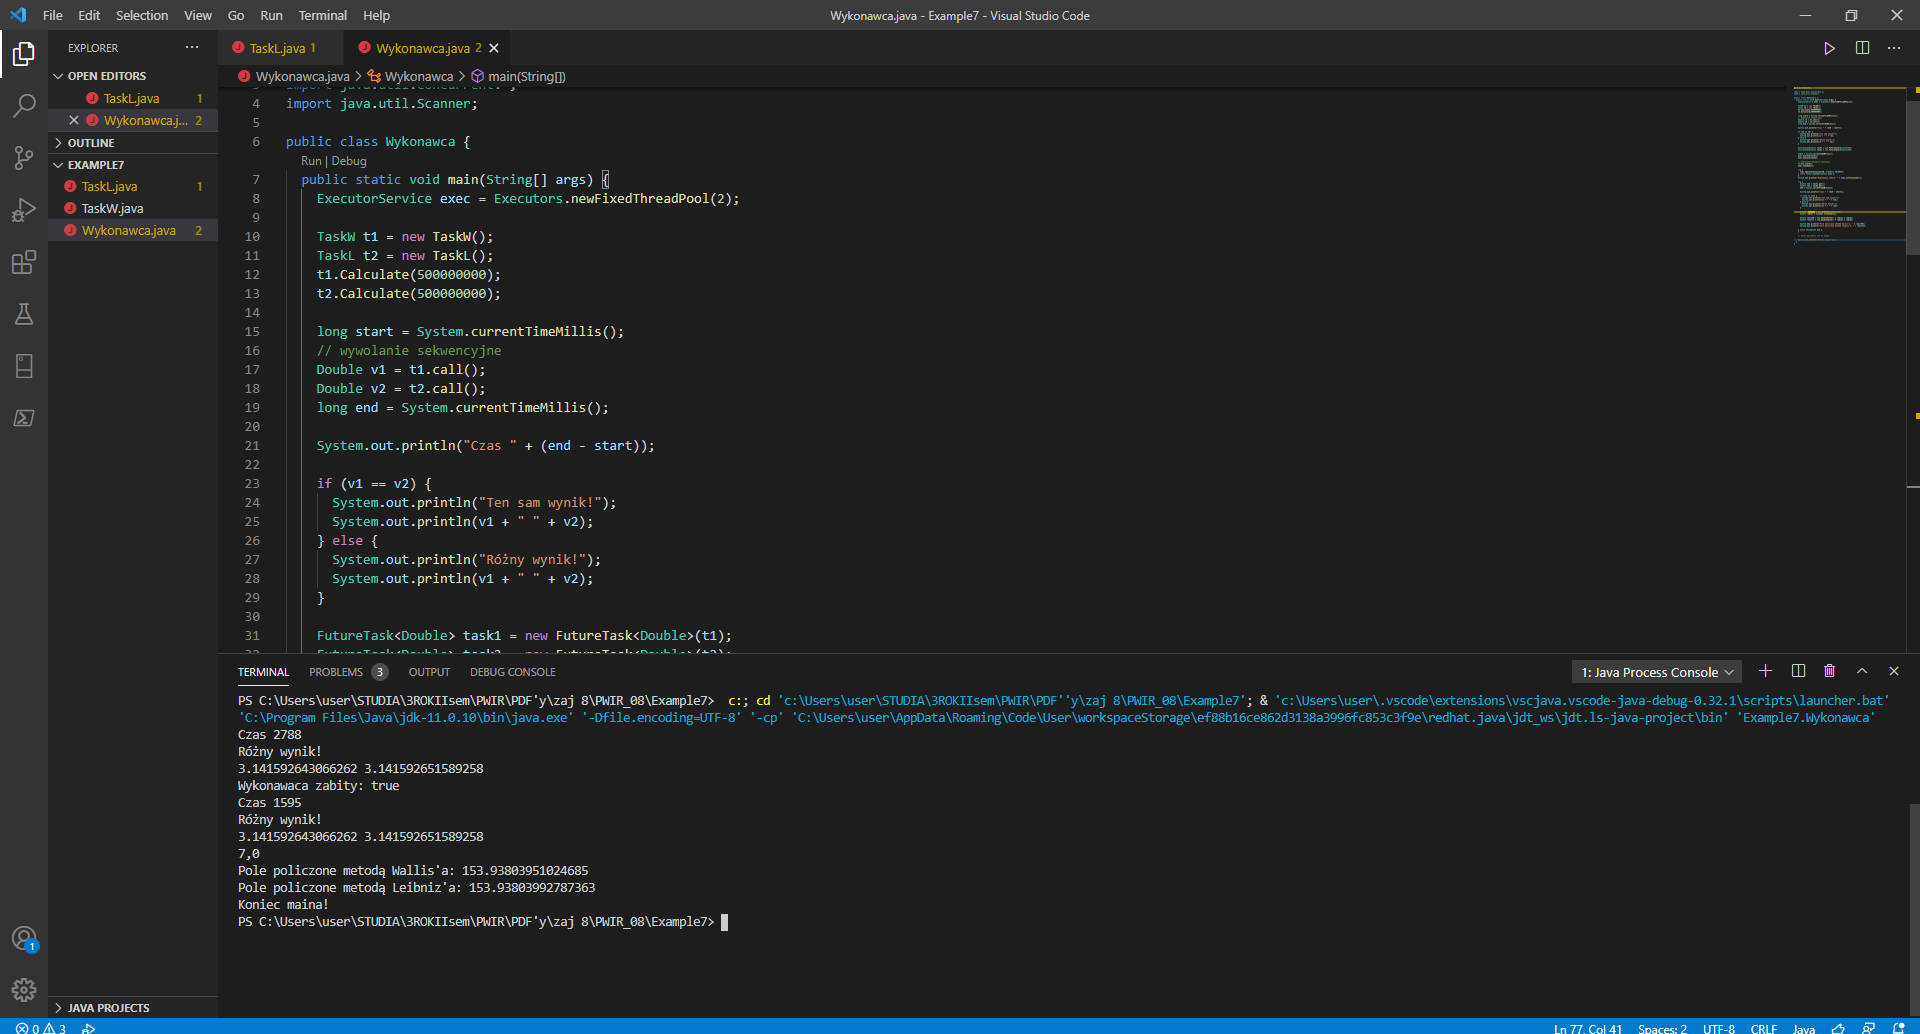 File Edit Selection View Go Run Terminal Help
Wykonawca.java - Example7 - Visual Studio Code
EXPLORER
OPEN EDITORS
TaskL.java 1
Wykonawca.j... 2
OUTLINE
EXAMPLE7
TaskL.java 1
TaskW.java
Wykonawca.java 2
JAVA PROJECTS
1
TaskL.java 1
Wykonawca.java 2
Wykonawca.java > Wykonawca > main(String[])
4 import java.util.Scanner;
5
6 public class Wykonawca {
Run | Debug
7 public static void main(String[] args) {
8 ExecutorService exec = Executors.newFixedThreadPool(2);
9
10 TaskW t1 = new TaskW();
11 TaskL t2 = new TaskL();
12 t1.Calculate(500000000);
13 t2.Calculate(500000000);
14
15 long start = System.currentTimeMillis();
16 // wywolanie sekwencyjne
17 Double v1 = t1.call();
18 Double v2 = t2.call();
19 long end = System.currentTimeMillis();
20
21 System.out.println("Czas " + (end - start));
22
23 if (v1 == v2) {
24 System.out.println("Ten sam wynik!");
25 System.out.println(v1 + " " + v2);
26 } else {
27 System.out.println("Różny wynik!");
28 System.out.println(v1 + " " + v2);
29 }
30
31 FutureTask<Double> task1 = new FutureTask<Double>(t1);
TERMINAL PROBLEMS 3 OUTPUT DEBUG CONSOLE
1: Java Process Console
PS C:\Users\user\STUDIA\3ROKIIsem\PWIR\PDF'y\zaj 8\PWIR_08\Example7> c:; cd 'c:\Users\user\STUDIA\3ROKIIsem\PWIR\PDF''y\zaj 8\PWIR_08\Example7'; & 'c:\Users\user\.vscode\extensions\vscjava.vscode-java-debug-0.32.1\scripts\launcher.bat'
'C:\Program Files\Java\jdk-11.0.10\bin\java.exe' '-Dfile.encoding=UTF-8' '-cp' 'C:\Users\user\AppData\Roaming\Code\User\workspaceStorage\ef88b16ce862d3138a3996fc853c3f9e\redhat.java\jdt_ws\jdt.ls-java-project\bin' 'Example7.Wykonawca'
Czas 2788
Różny wynik!
3.141592643066262 3.141592651589258
Wykonawaca zabity: true
Czas 1595
Różny wynik!
3.141592643066262 3.141592651589258
7,0
Pole policzone metodą Wallis'a: 153.93803951024685
Pole policzone metodą Leibniz'a: 153.93803992787363
Koniec maina!
PS C:\Users\user\STUDIA\3ROKIIsem\PWIR\PDF'y\zaj 8\PWIR_08\Example7>
0 3
Ln 77, Col 41 Spaces: 2 UTF-8 CRLF Java